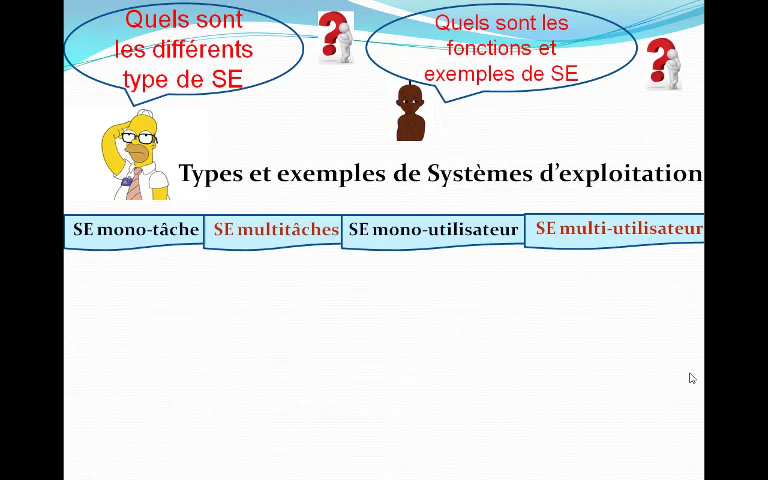 Quels sont
les différents
type de SE
Quels sont les
fonctions et
exemples de SE
Types et exemples de Systèmes d’exploitation
SE mono-tâche SE multitâches SE mono-utilisateur SE multi-utilisateur